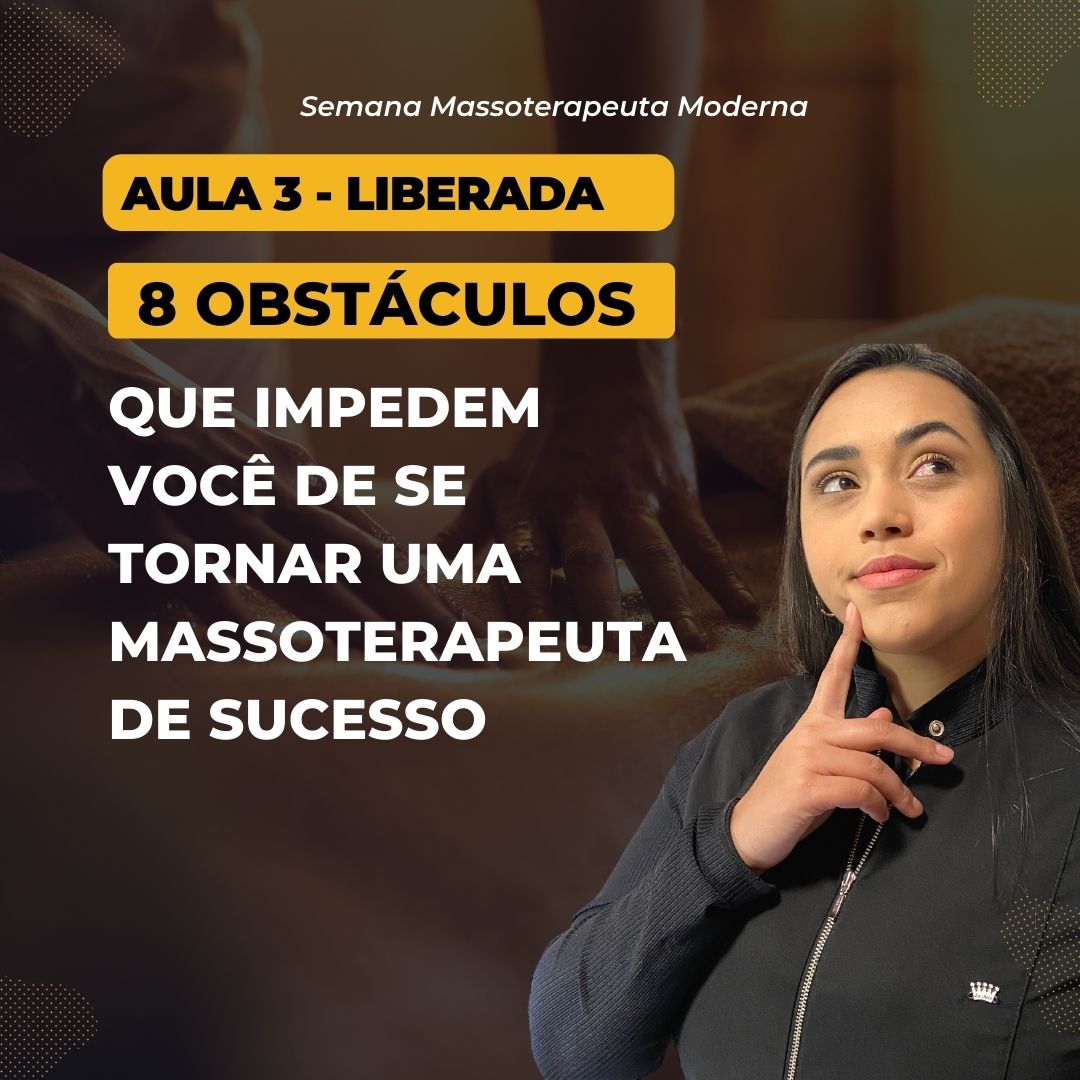 Semana Massoterapeuta Moderna
AULA 3 - LIBERADA
8 OBSTÁCULOS
QUE IMPEDEM
VOCÊ DE SE
TORNAR UMA
MASSOTERAPEUTA
DE SUCESSO